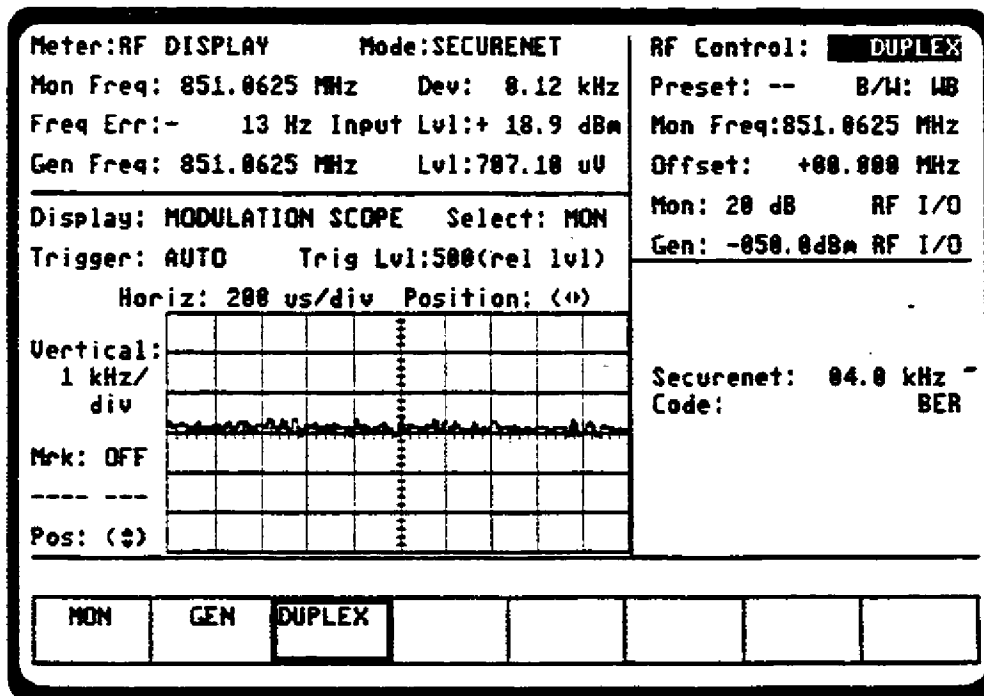 Meter:RF DISPLAY Mode:SECURENET
Mon Freq: 851.0625 MHz Dev: 0.12 kHz
Freq Err:- 13 Hz Input Lvl:+ 18.9 dBm
Gen Freq: 851.0625 MHz Lvl:707.10 uV
Display: MODULATION SCOPE Select: MON
Trigger: AUTO Trig Lvl:500(rel lvl)
Horiz: 200 us/div Position:
Vertical:
1 kHz/
div
Mrk: OFF
---- ---
Pos:
RF Control: DUPLEX
Preset: -- B/W: WB
Mon Freq:851.0625 MHz
Offset: +00.000 MHz
Mon: 20 dB RF I/O
Gen: -050.0dBm RF I/O
Securenet: 04.0 kHz
Code: BER
MON GEN DUPLEX